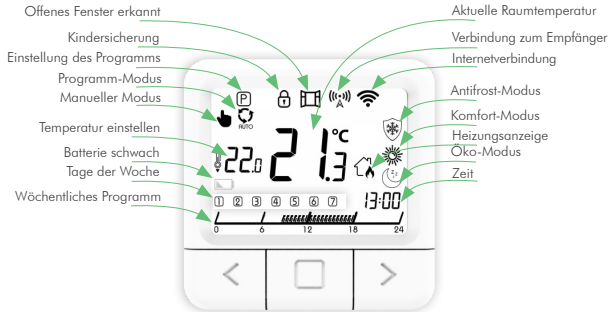 Offenes Fenster erkannt
Kindersicherung
Einstellung des Programms
Programm-Modus
Manueller Modus
Temperatur einstellen
Batterie schwach
Tage der Woche
Wöchentliches Programm
Aktuelle Raumtemperatur
Verbindung zum Empfänger
Internetverbindung
Antifrost-Modus
Komfort-Modus
Heizungsanzeige
Öko-Modus
Zeit
P
A
AUTO
22.0
21.3 °C
1 2 3 4 5 6 7
13:00
0 6 12 18 24